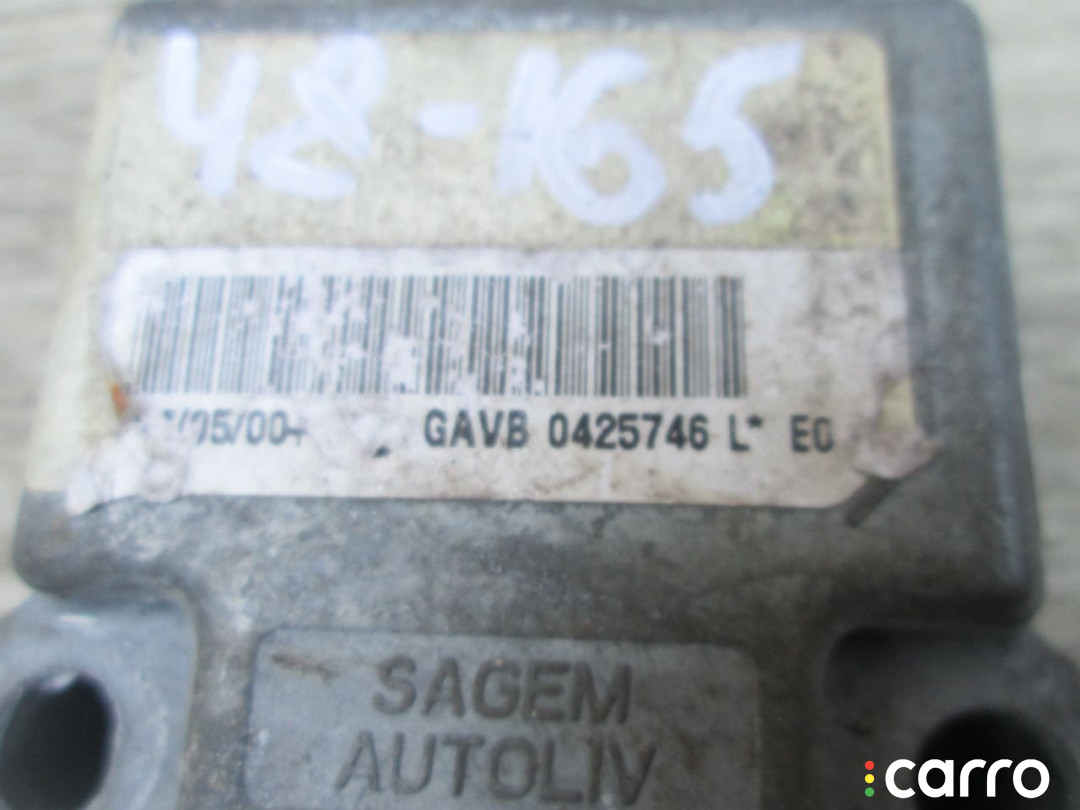 48-165
/05/00- GAVB 0425746 L* E0
SAGEM
AUTOLIV
carro